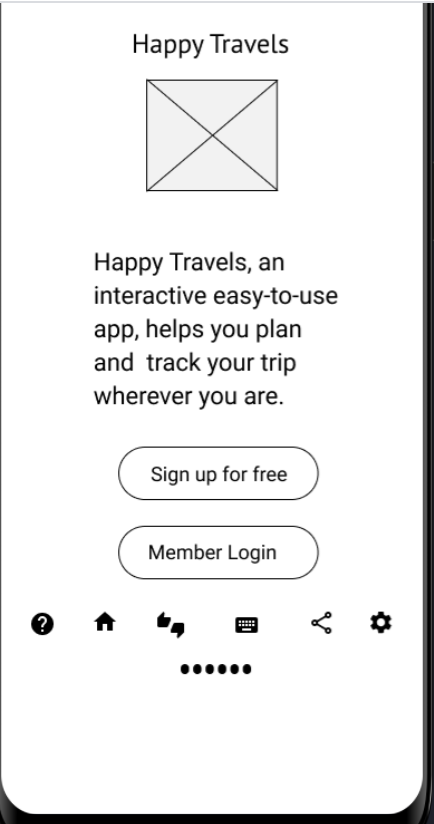 Happy Travels
Happy Travels, an
interactive easy-to-use
app, helps you plan
and  track your trip
wherever you are.
Sign up for free
Member Login